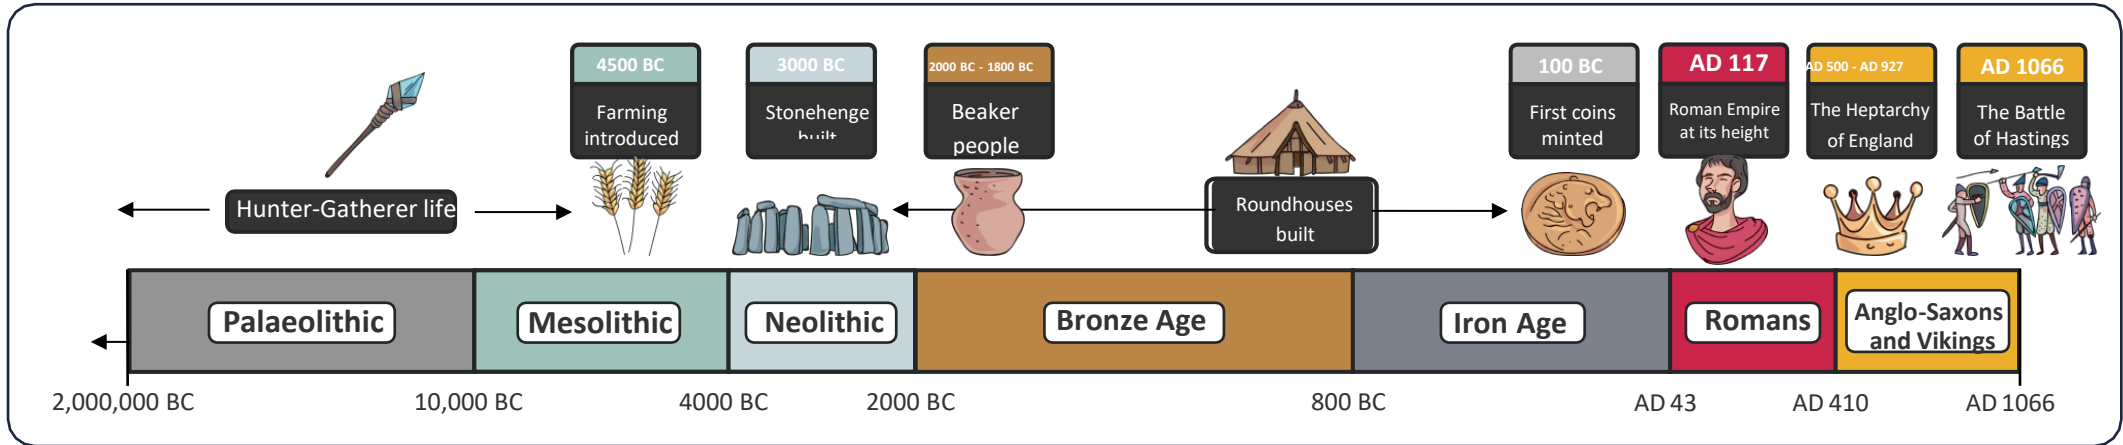 4500 BC
Farming
introduced
3000 BC
Stonehenge
built
2000 BC - 1800 BC
Beaker
people
100 BC
First coins
minted
AD 117
Roman Empire
at its height
AD 500 - AD 927
The Heptarchy
of England
AD 1066
The Battle
of Hastings
Hunter-Gatherer life
Roundhouses
built
Palaeolithic
Mesolithic
Neolithic
Bronze Age
Iron Age
Romans
Anglo-Saxons
and Vikings
2,000,000 BC
10,000 BC
4000 BC
2000 BC
800 BC
AD 43
AD 410
AD 1066